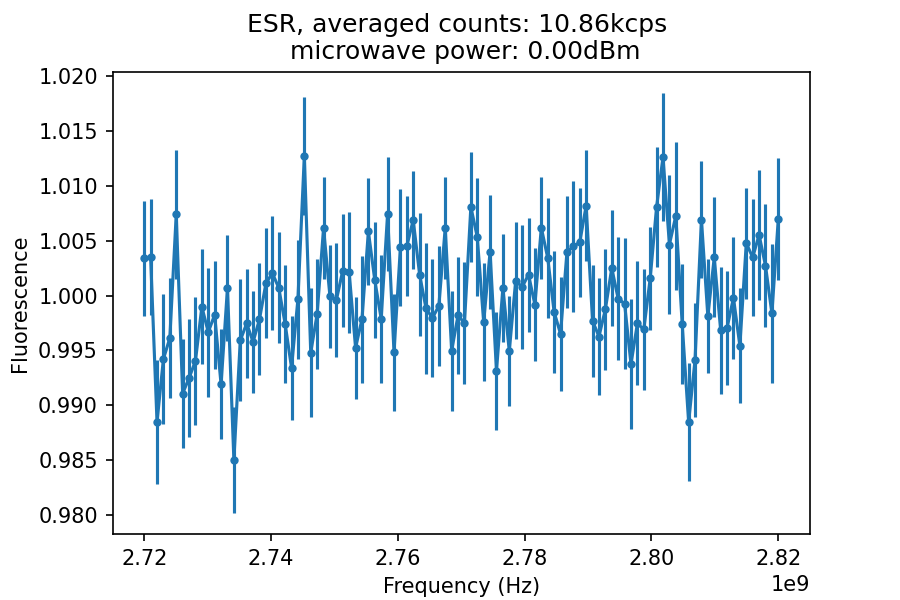 ESR, averaged counts: 10.86kcps
microwave power: 0.00dBm
1.020
1.015
1.010
1.005
1.000
0.995
0.990
0.985
0.980
Fluorescence
2.72 2.74 2.76 2.78 2.80 2.82
Frequency (Hz)
1e9